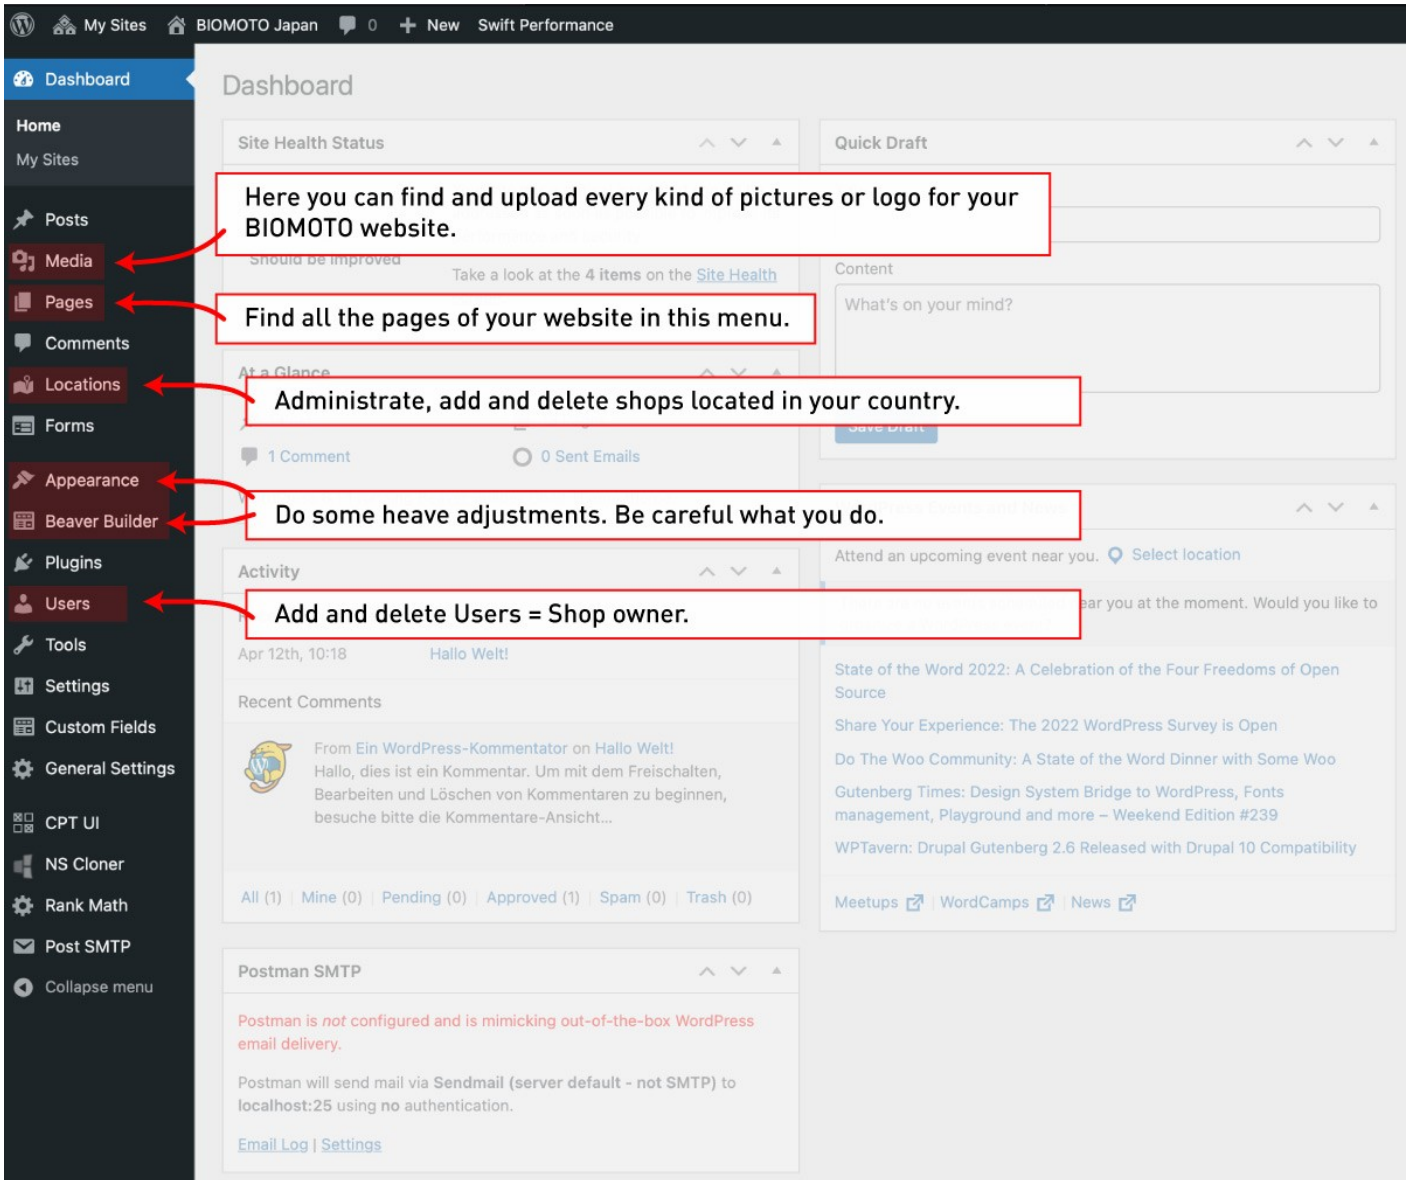 My Sites BIOMOTO Japan 0 New Swift Performance
Dashboard
Home
My Sites
Posts
Media
Pages
Comments
Locations
Forms
Appearance
Beaver Builder
Plugins
Users
Tools
Settings
Custom Fields
General Settings
CPT UI
NS Cloner
Rank Math
Post SMTP
Collapse menu
Dashboard
Site Health Status
Here you can find and upload every kind of pictures or logo for your
BIOMOTO website.
Should be improved
Take a look at the 4 items on the Site Health
Find all the pages of your website in this menu.
At a Glance
Administrate, add and delete shops located in your country.
1 Comment
0 Sent Emails
Do some heave adjustments. Be careful what you do.
Activity
Add and delete Users = Shop owner.
Apr 12th, 10:18 Hallo Welt!
Recent Comments
From Ein WordPress-Kommentator on Hallo Welt!
Hallo, dies ist ein Kommentar. Um mit dem Freischalten,
Bearbeiten und Löschen von Kommentaren zu beginnen,
besuche bitte die Kommentare-Ansicht...
All (1) | Mine (0) | Pending (0) | Approved (1) | Spam (0) | Trash (0)
Postman SMTP
Postman is not configured and is mimicking out-of-the-box WordPress
email delivery.
Postman will send mail via Sendmail (server default - not SMTP) to
localhost:25 using no authentication.
Email Log | Settings
Quick Draft
Content
What's on your mind?
Save Draft
Attend an upcoming event near you. Select location
ear you at the moment. Would you like to
State of the Word 2022: A Celebration of the Four Freedoms of Open
Source
Share Your Experience: The 2022 WordPress Survey is Open
Do The Woo Community: A State of the Word Dinner with Some Woo
Gutenberg Times: Design System Bridge to WordPress, Fonts
management, Playground and more – Weekend Edition #239
WPTavern: Drupal Gutenberg 2.6 Released with Drupal 10 Compatibility
Meetups | WordCamps | News